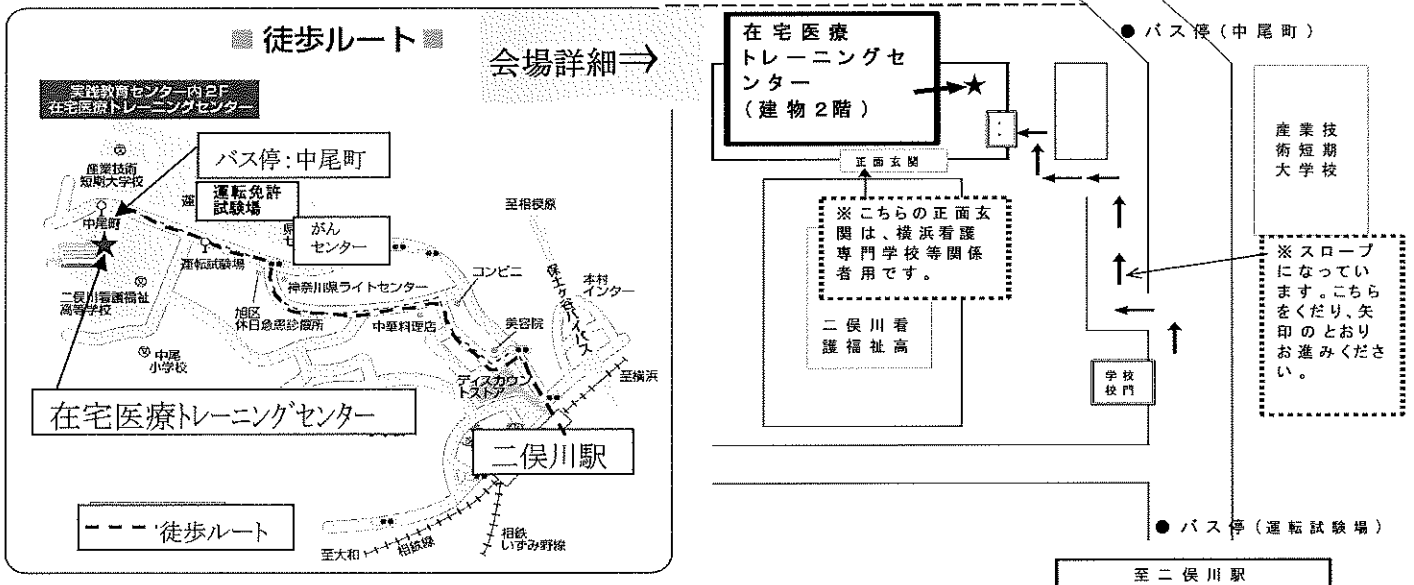 徒歩ルート
会場詳細⇒
実践教育センター内2F
在宅医療トレーニングセンター
産業技術
短期大学校
バス停:中尾町
運転免許
試験場
がん
センター
中尾町
運転試験場
至相模原
コンビニ
本村
インター
保土ヶ谷バイパス
神奈川県ライトセンター
旭区
休日急患診療所
中華料理店
美容院
二俣川看護福祉
高等学校
中尾
小学校
ディスカウン
トストア
至横浜
在宅医療トレーニングセンター
二俣川駅
徒歩ルート
至大和
相鉄線
相鉄
いずみ野線
在宅医療
トレーニングセ
ンター
(建物2階)
正面玄関
※こちらの正面玄
関は、横浜看護
専門学校等関係
者用です。
二俣川看
護福祉高
バス停(中尾町)
産業技
術短期
大学校
※スロープ
になってい
ます。こちら
をくだり、矢
印のとおり
お進みくださ
い。
学校
校門
バス停(運転試験場)
至二俣川駅